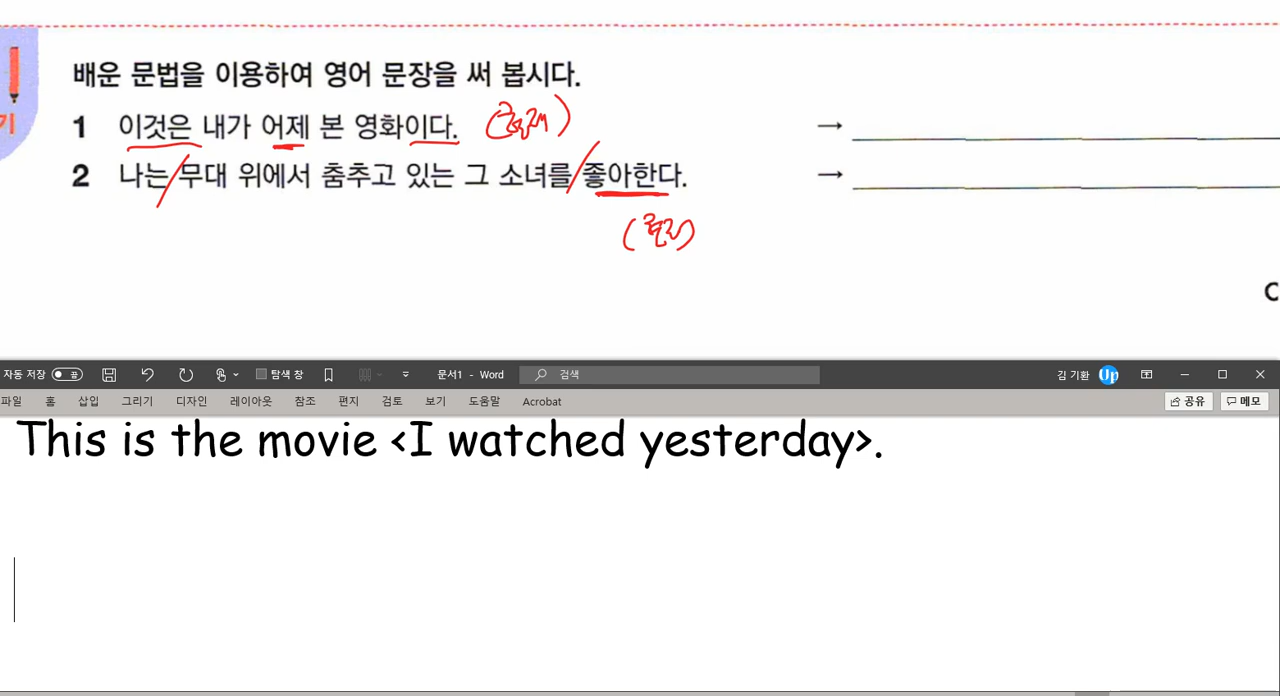 기
배운 문법을 이용하여 영어 문장을 써 봅시다.
1 이것은 내가 어제 본 영화이다. (현재) →
2 나는/무대 위에서 춤추고 있는 그 소녀를/좋아한다. →
C
자동 저장 끔 문서1 - Word 검색 김 기환 Up
파일 홈 삽입 그리기 디자인 레이아웃 참조 편지 검토 보기 도움말 Acrobat 공유 메모
This is the movie <I watched yesterday>.